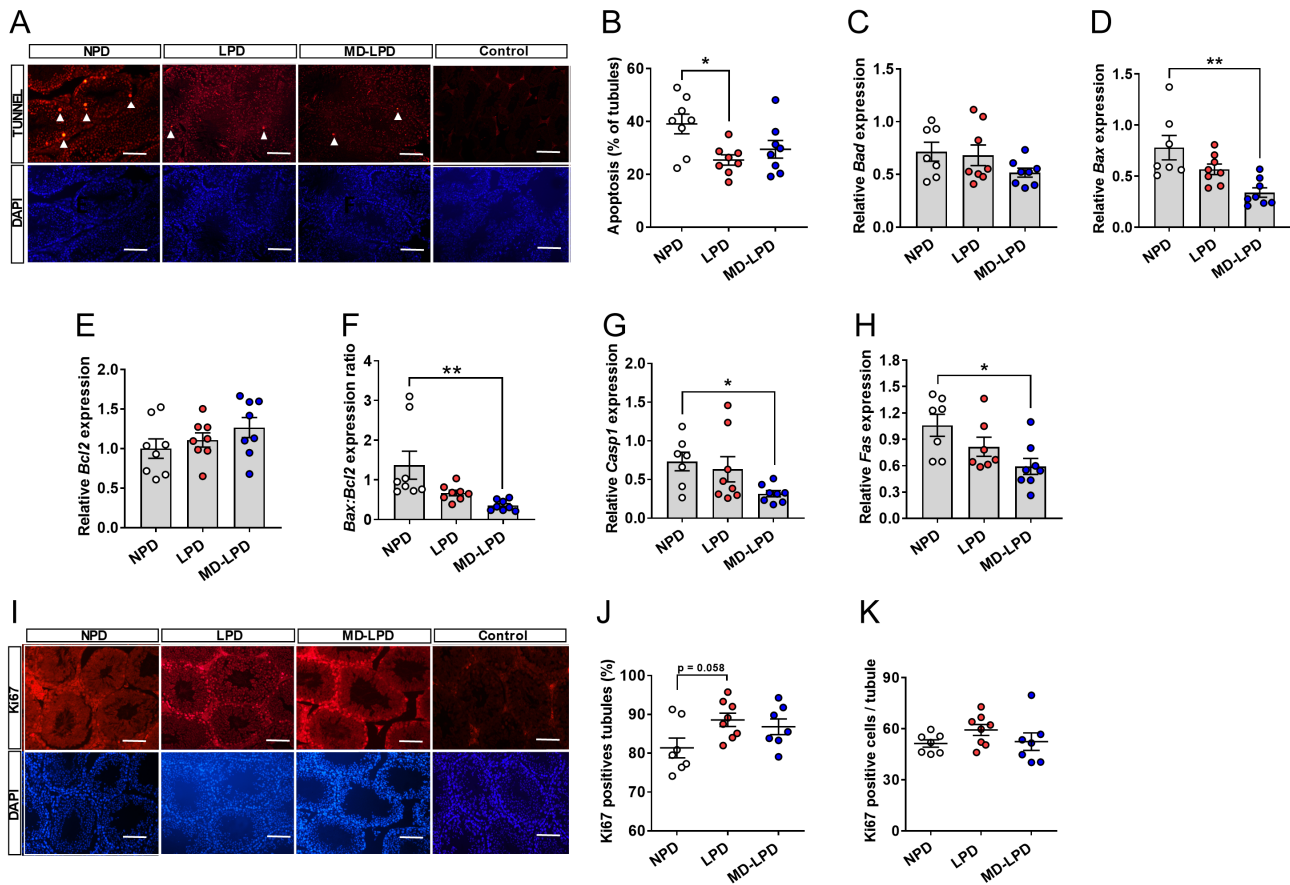 A
NPD LPD MD-LPD Control
TUNNEL
DAPI
B
Apoptosis (% of tubules)
60
40
20
0
*
NPD
LPD
MD-LPD
C
Relative Bad expression
1.5
1.0
0.5
0.0
NPD
LPD
MD-LPD
D
Relative Bax expression
1.5
1.0
0.5
0.0
**
NPD
LPD
MD-LPD
E
Relative Bcl2 expression
2.0
1.5
1.0
0.5
0.0
NPD
LPD
MD-LPD
F
Bax:Bcl2 expression ratio
4
3
2
1
0
**
NPD
LPD
MD-LPD
G
Relative Casp1 expression
2.0
1.5
1.0
0.5
0.0
*
NPD
LPD
MD-LPD
H
Relative Fas expression
1.8
1.5
1.2
0.9
0.6
0.3
0.0
*
NPD
LPD
MD-LPD
I
NPD LPD MD-LPD Control
Ki67
DAPI
J
Ki67 positive tubules (%)
100
90
80
70
60
p = 0.058
NPD
LPD
MD-LPD
K
Ki67 positive cells / tubule
90
60
30
0
NPD
LPD
MD-LPD